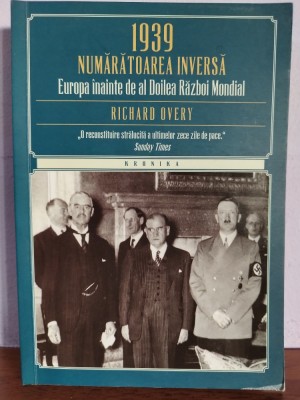 1939
NUMĂRĂTOAREA INVERSĂ
Europa înainte de al Doilea Război Mondial
RICHARD OVERY
„O reconstituire strălucită a ultimelor zece zile de pace.”
Sunday Times
KRONIKA